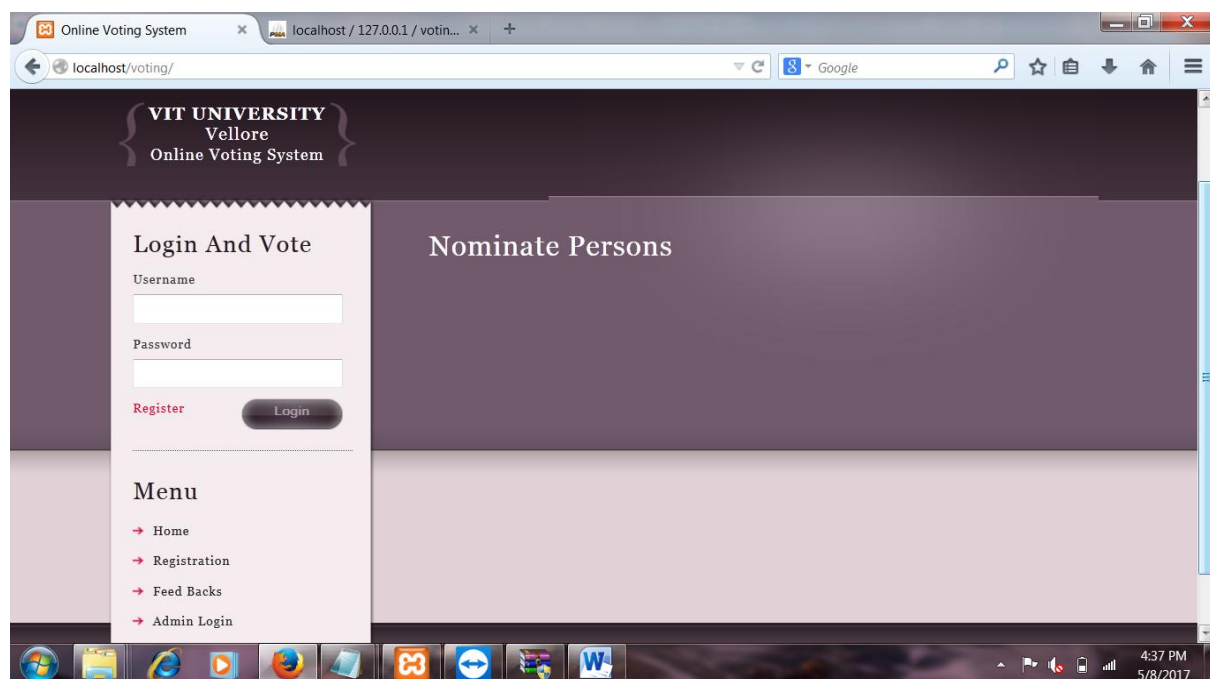 Online Voting System
localhost / 127.0.0.1 / votin...
localhost/voting/
8
Google
VIT UNIVERSITY
Vellore
Online Voting System
Login And Vote
Username
Password
Register
Login
Nominate Persons
Menu
Home
Registration
Feed Backs
Admin Login
4:37 PM
5/8/2017